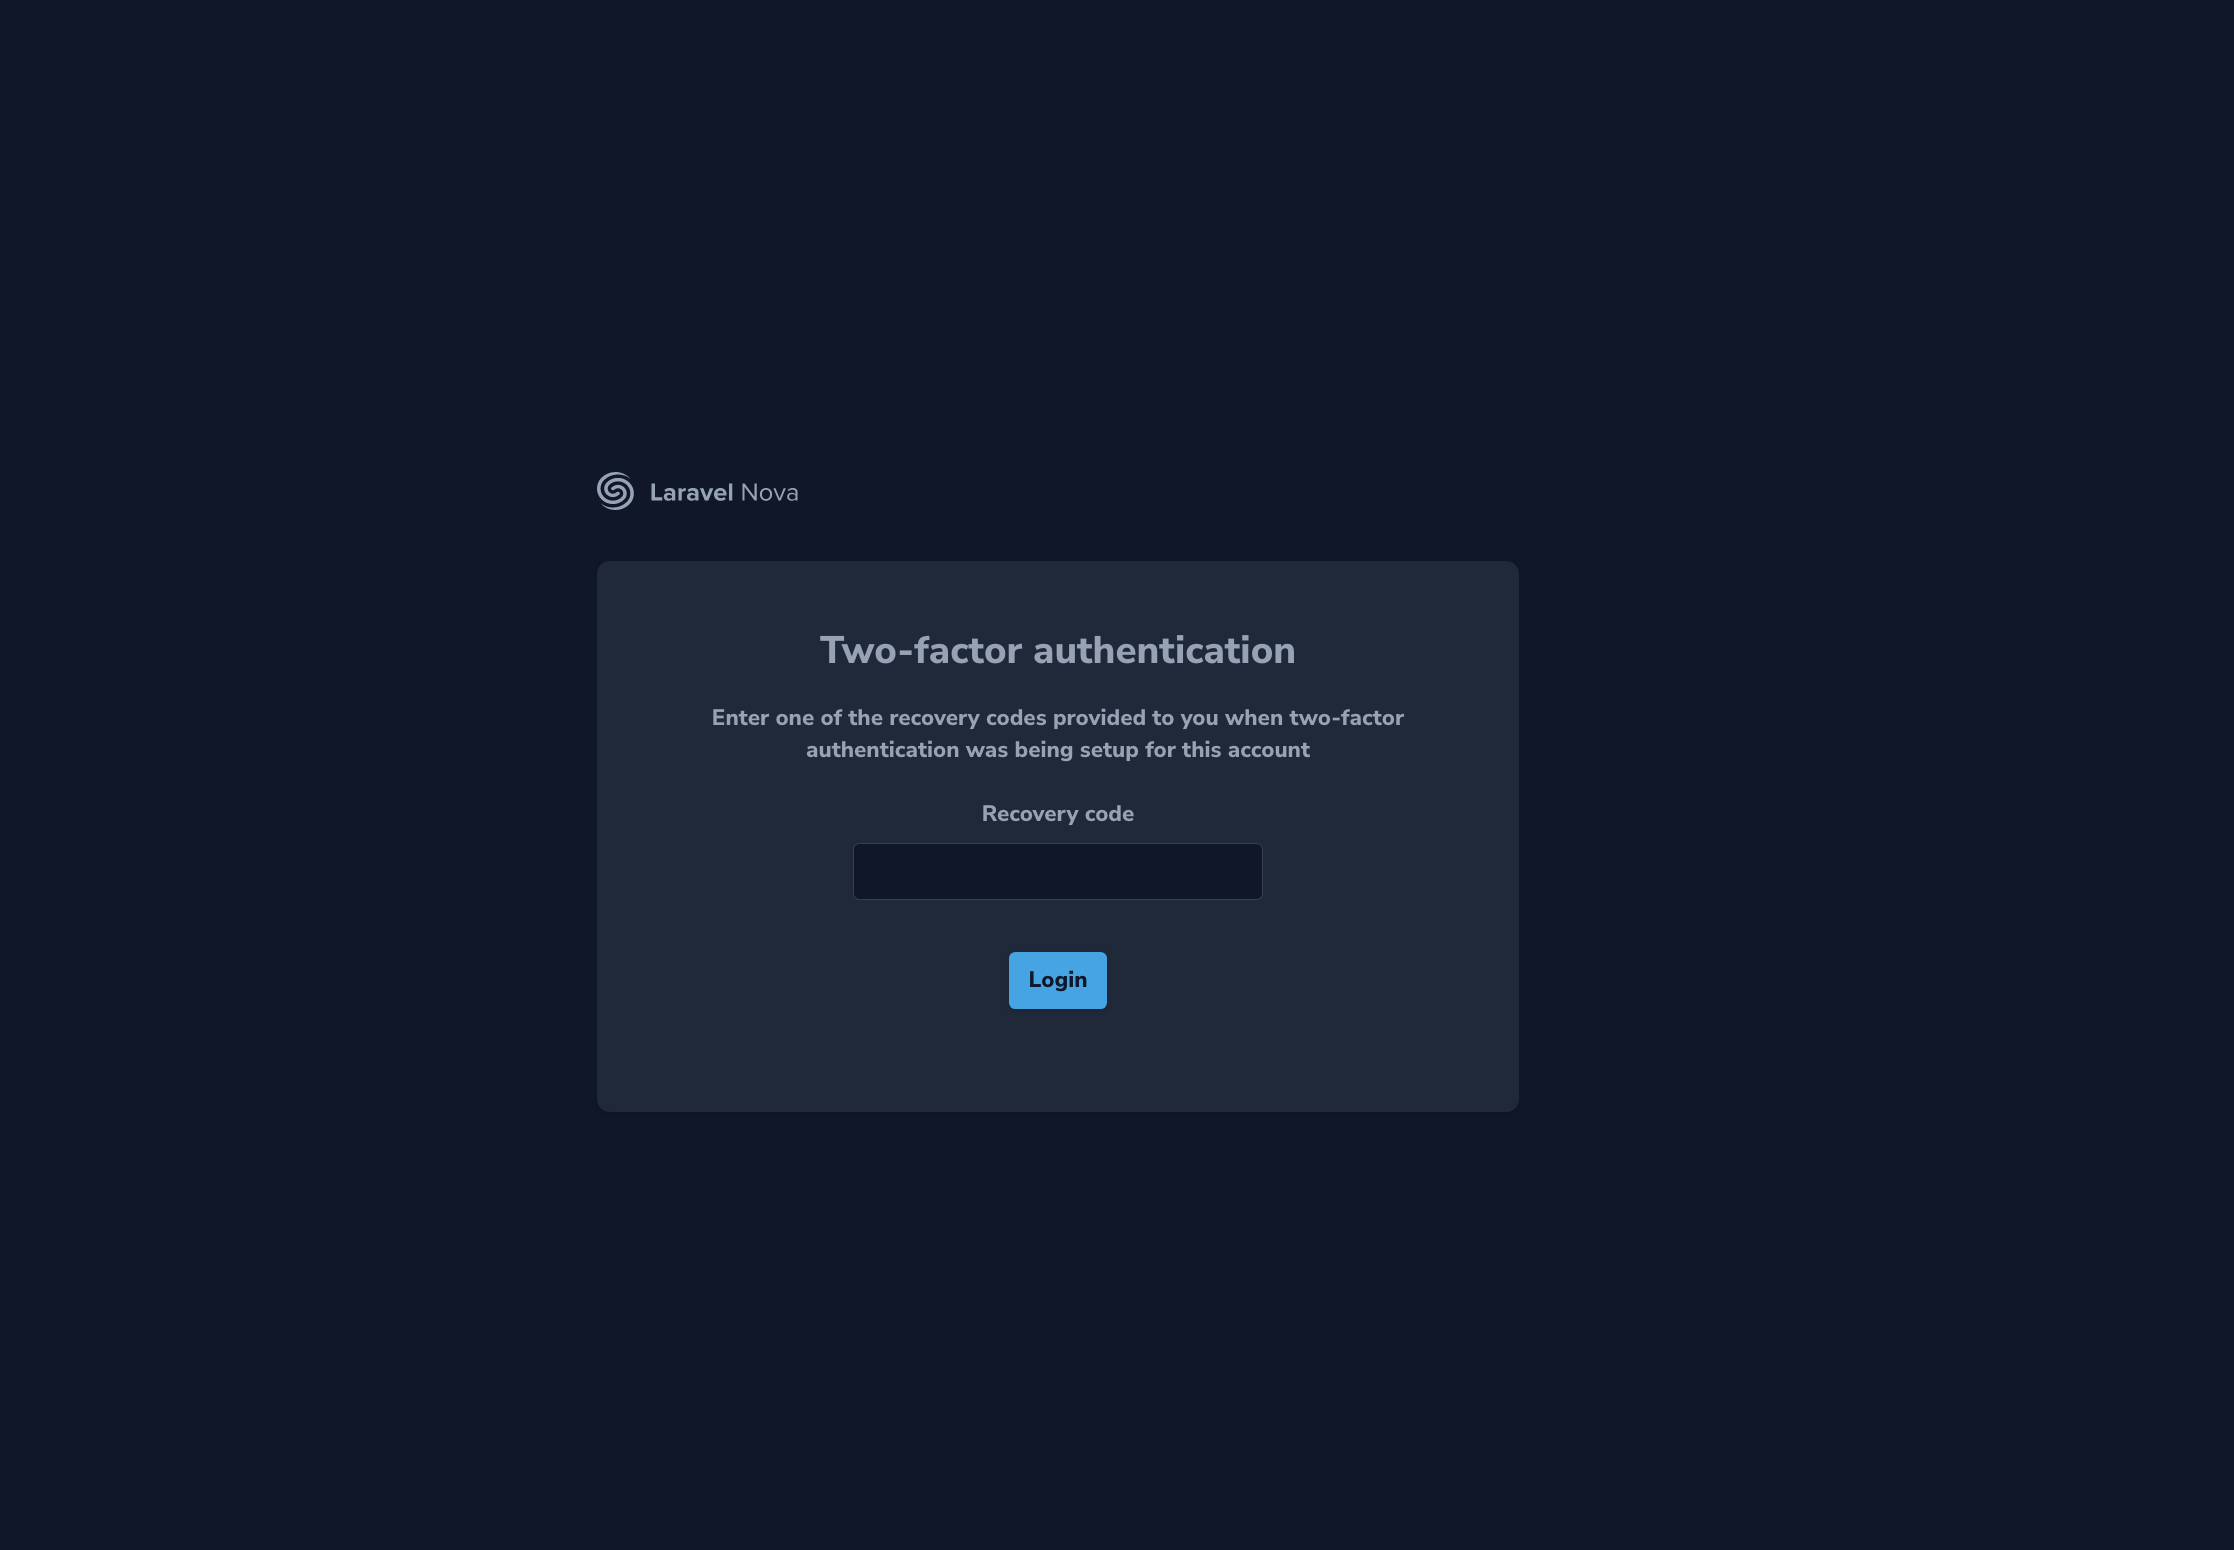 Laravel Nova
Two-factor authentication
Enter one of the recovery codes provided to you when two-factor
authentication was being setup for this account
Recovery code
Login